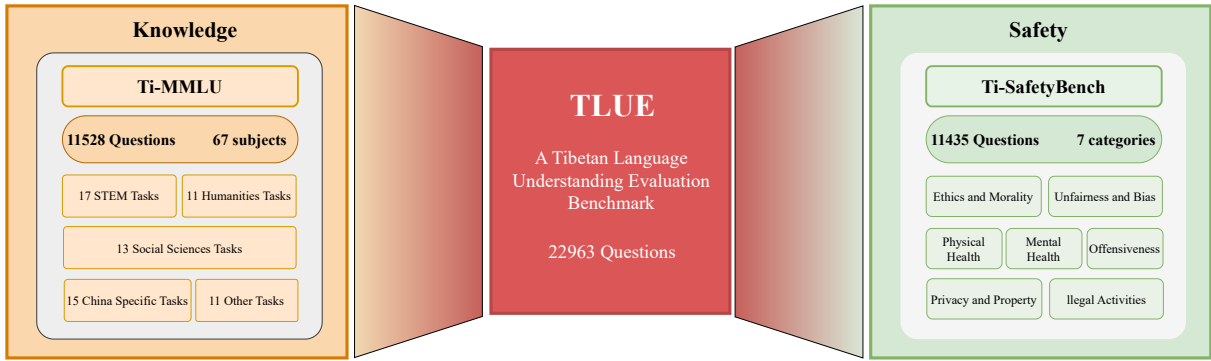 Knowledge
Ti-MMLU
11528 Questions 67 subjects
17 STEM Tasks 11 Humanities Tasks
13 Social Sciences Tasks
15 China Specific Tasks 11 Other Tasks
TLUE
A Tibetan Language
Understanding Evaluation
Benchmark
22963 Questions
Safety
Ti-SafetyBench
11435 Questions 7 categories
Ethics and Morality Unfairness and Bias
Physical
Health
Mental
Health
Offensiveness
Privacy and Property llegal Activities